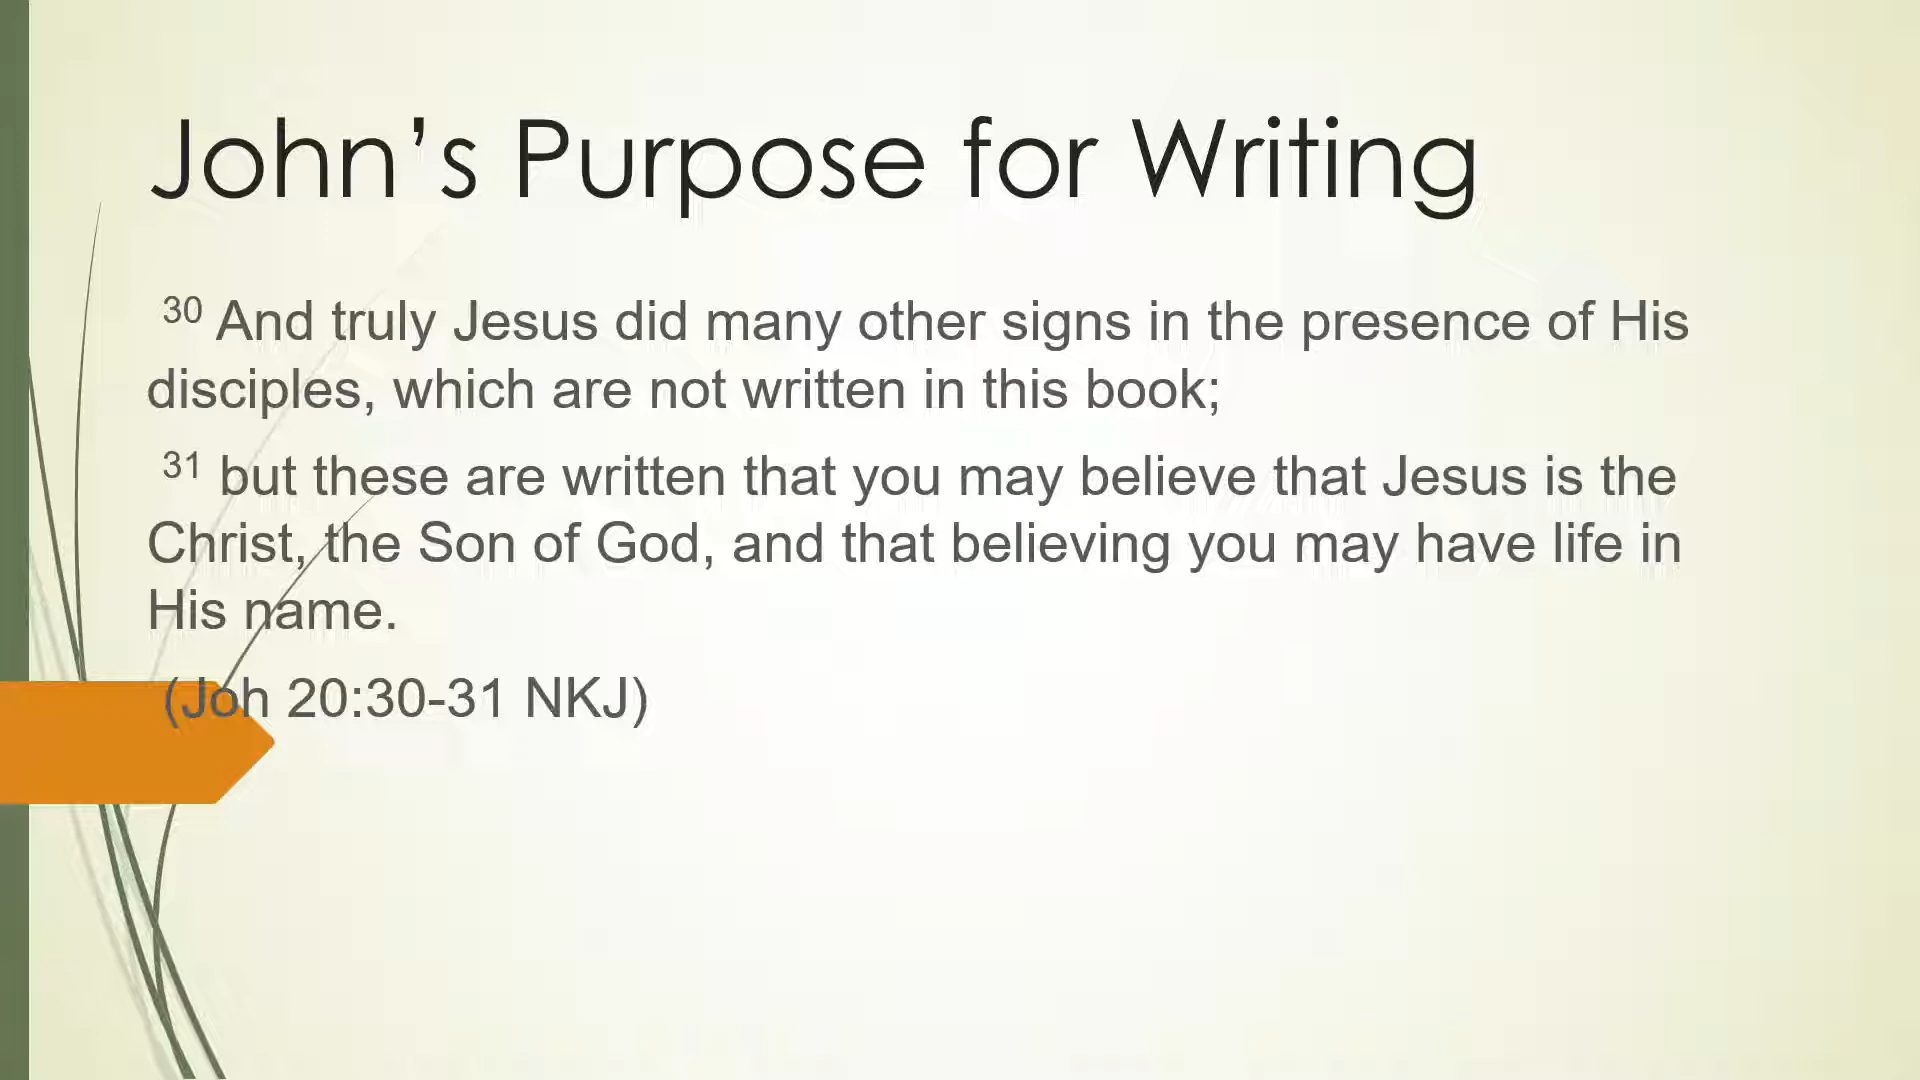 John’s Purpose for Writing
30 And truly Jesus did many other signs in the presence of His
disciples, which are not written in this book;
31 but these are written that you may believe that Jesus is the
Christ, the Son of God, and that believing you may have life in
His name.
(Joh 20:30-31 NKJ)